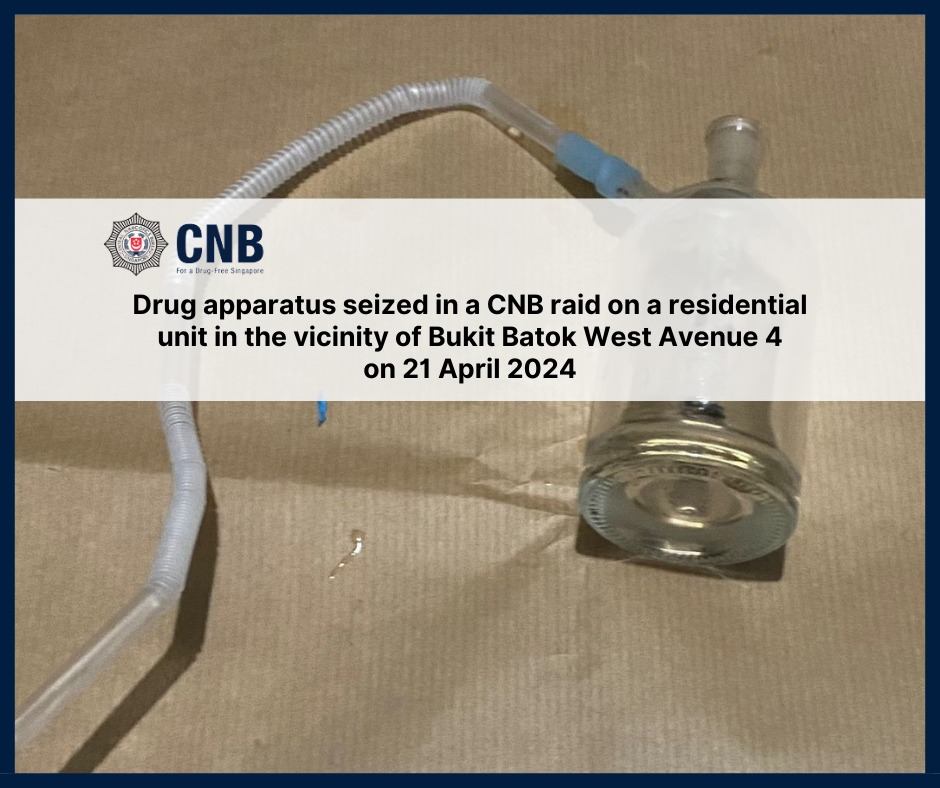 CNB
For a Drug-Free Singapore
Drug apparatus seized in a CNB raid on a residential
unit in the vicinity of Bukit Batok West Avenue 4
on 21 April 2024